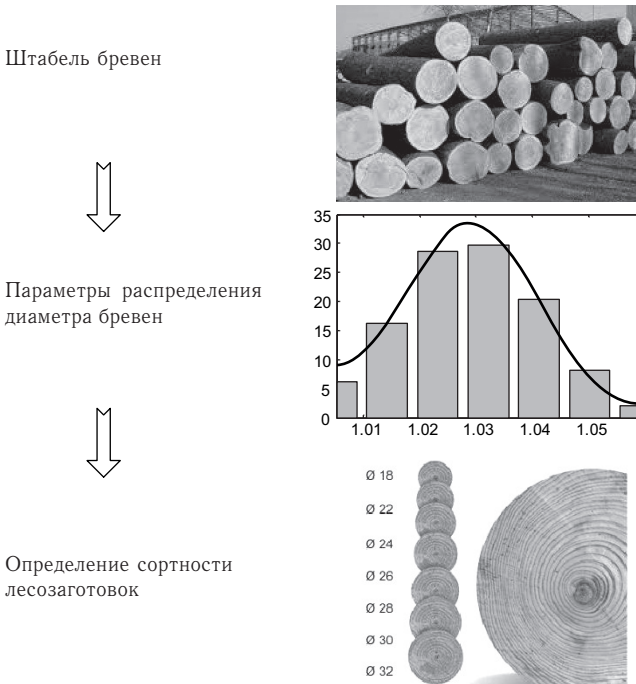 Штабель бревен
35
30
25
20
15
10
5
0
1.01 1.02 1.03 1.04 1.05
Параметры распределения
диаметра бревен
Ø 18
Ø 22
Ø 24
Ø 26
Ø 28
Ø 30
Ø 32
Определение сортности
лесозаготовок